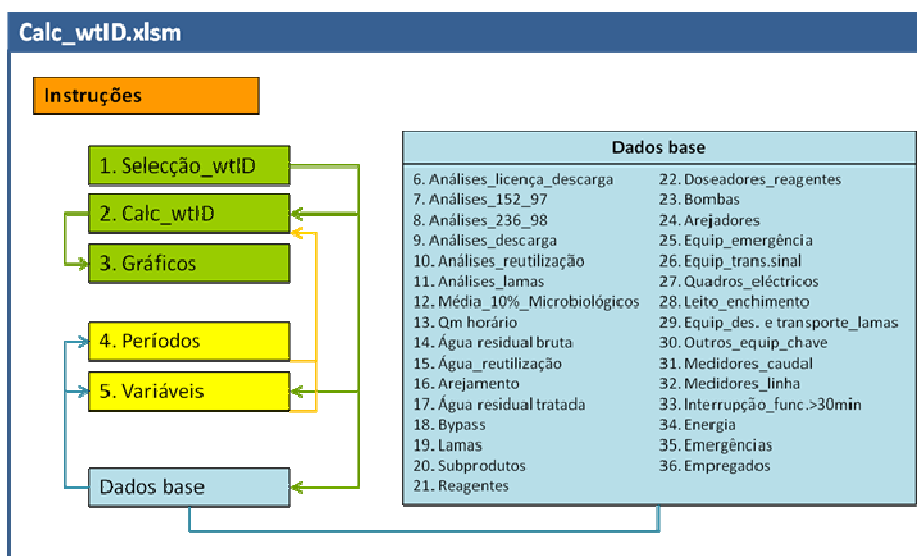 Calc_wtID.xlsm
Instruções
1. Selecção_wtID
2. Calc_wtID
3. Gráficos
4. Períodos
5. Variáveis
Dados base
Dados base
6. Análises_licença_descarga
7. Análises_152_97
8. Análises_236_98
9. Análises_descarga
10. Análises_reutilização
11. Análises_lamas
12. Média_10%_Microbiológicos
13. Qm horário
14. Água residual bruta
15. Água_reutilização
16. Arejamento
17. Água residual tratada
18. Bypass
19. Lamas
20. Subprodutos
21. Reagentes
22. Doseadores_reagentes
23. Bombas
24. Arejadores
25. Equip_emergência
26. Equip_trans.sinal
27. Quadros_eléctricos
28. Leito_enchimento
29. Equip_des. e transporte_lamas
30. Outros_equip_chave
31. Medidores_caudal
32. Medidores_linha
33. Interrupção_func.>30min
34. Energia
35. Emergências
36. Empregados